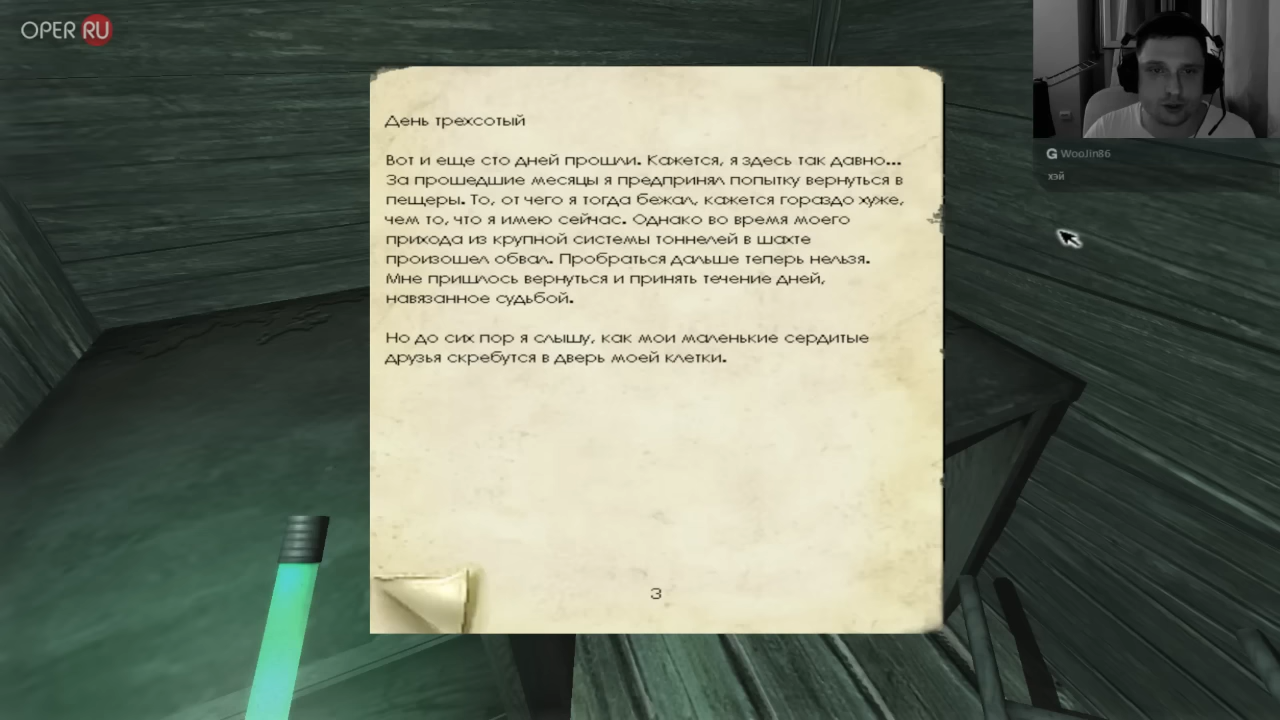 OPER RU
День трехсотый
Вот и еще сто дней прошли. Кажется, я здесь так давно...
За прошедшие месяцы я предпринял попытку вернуться в
пещеры. То, от чего я тогда бежал, кажется гораздо хуже,
чем то, что я имею сейчас. Однако во время моего
прихода из крупной системы тоннелей в шахте
произошел обвал. Пробраться дальше теперь нельзя.
Мне пришлось вернуться и принять течение дней,
навязанное судьбой.
Но до сих пор я слышу, как мои маленькие сердитые
друзья скребутся в дверь моей клетки.
3
G WooJin86
хэй